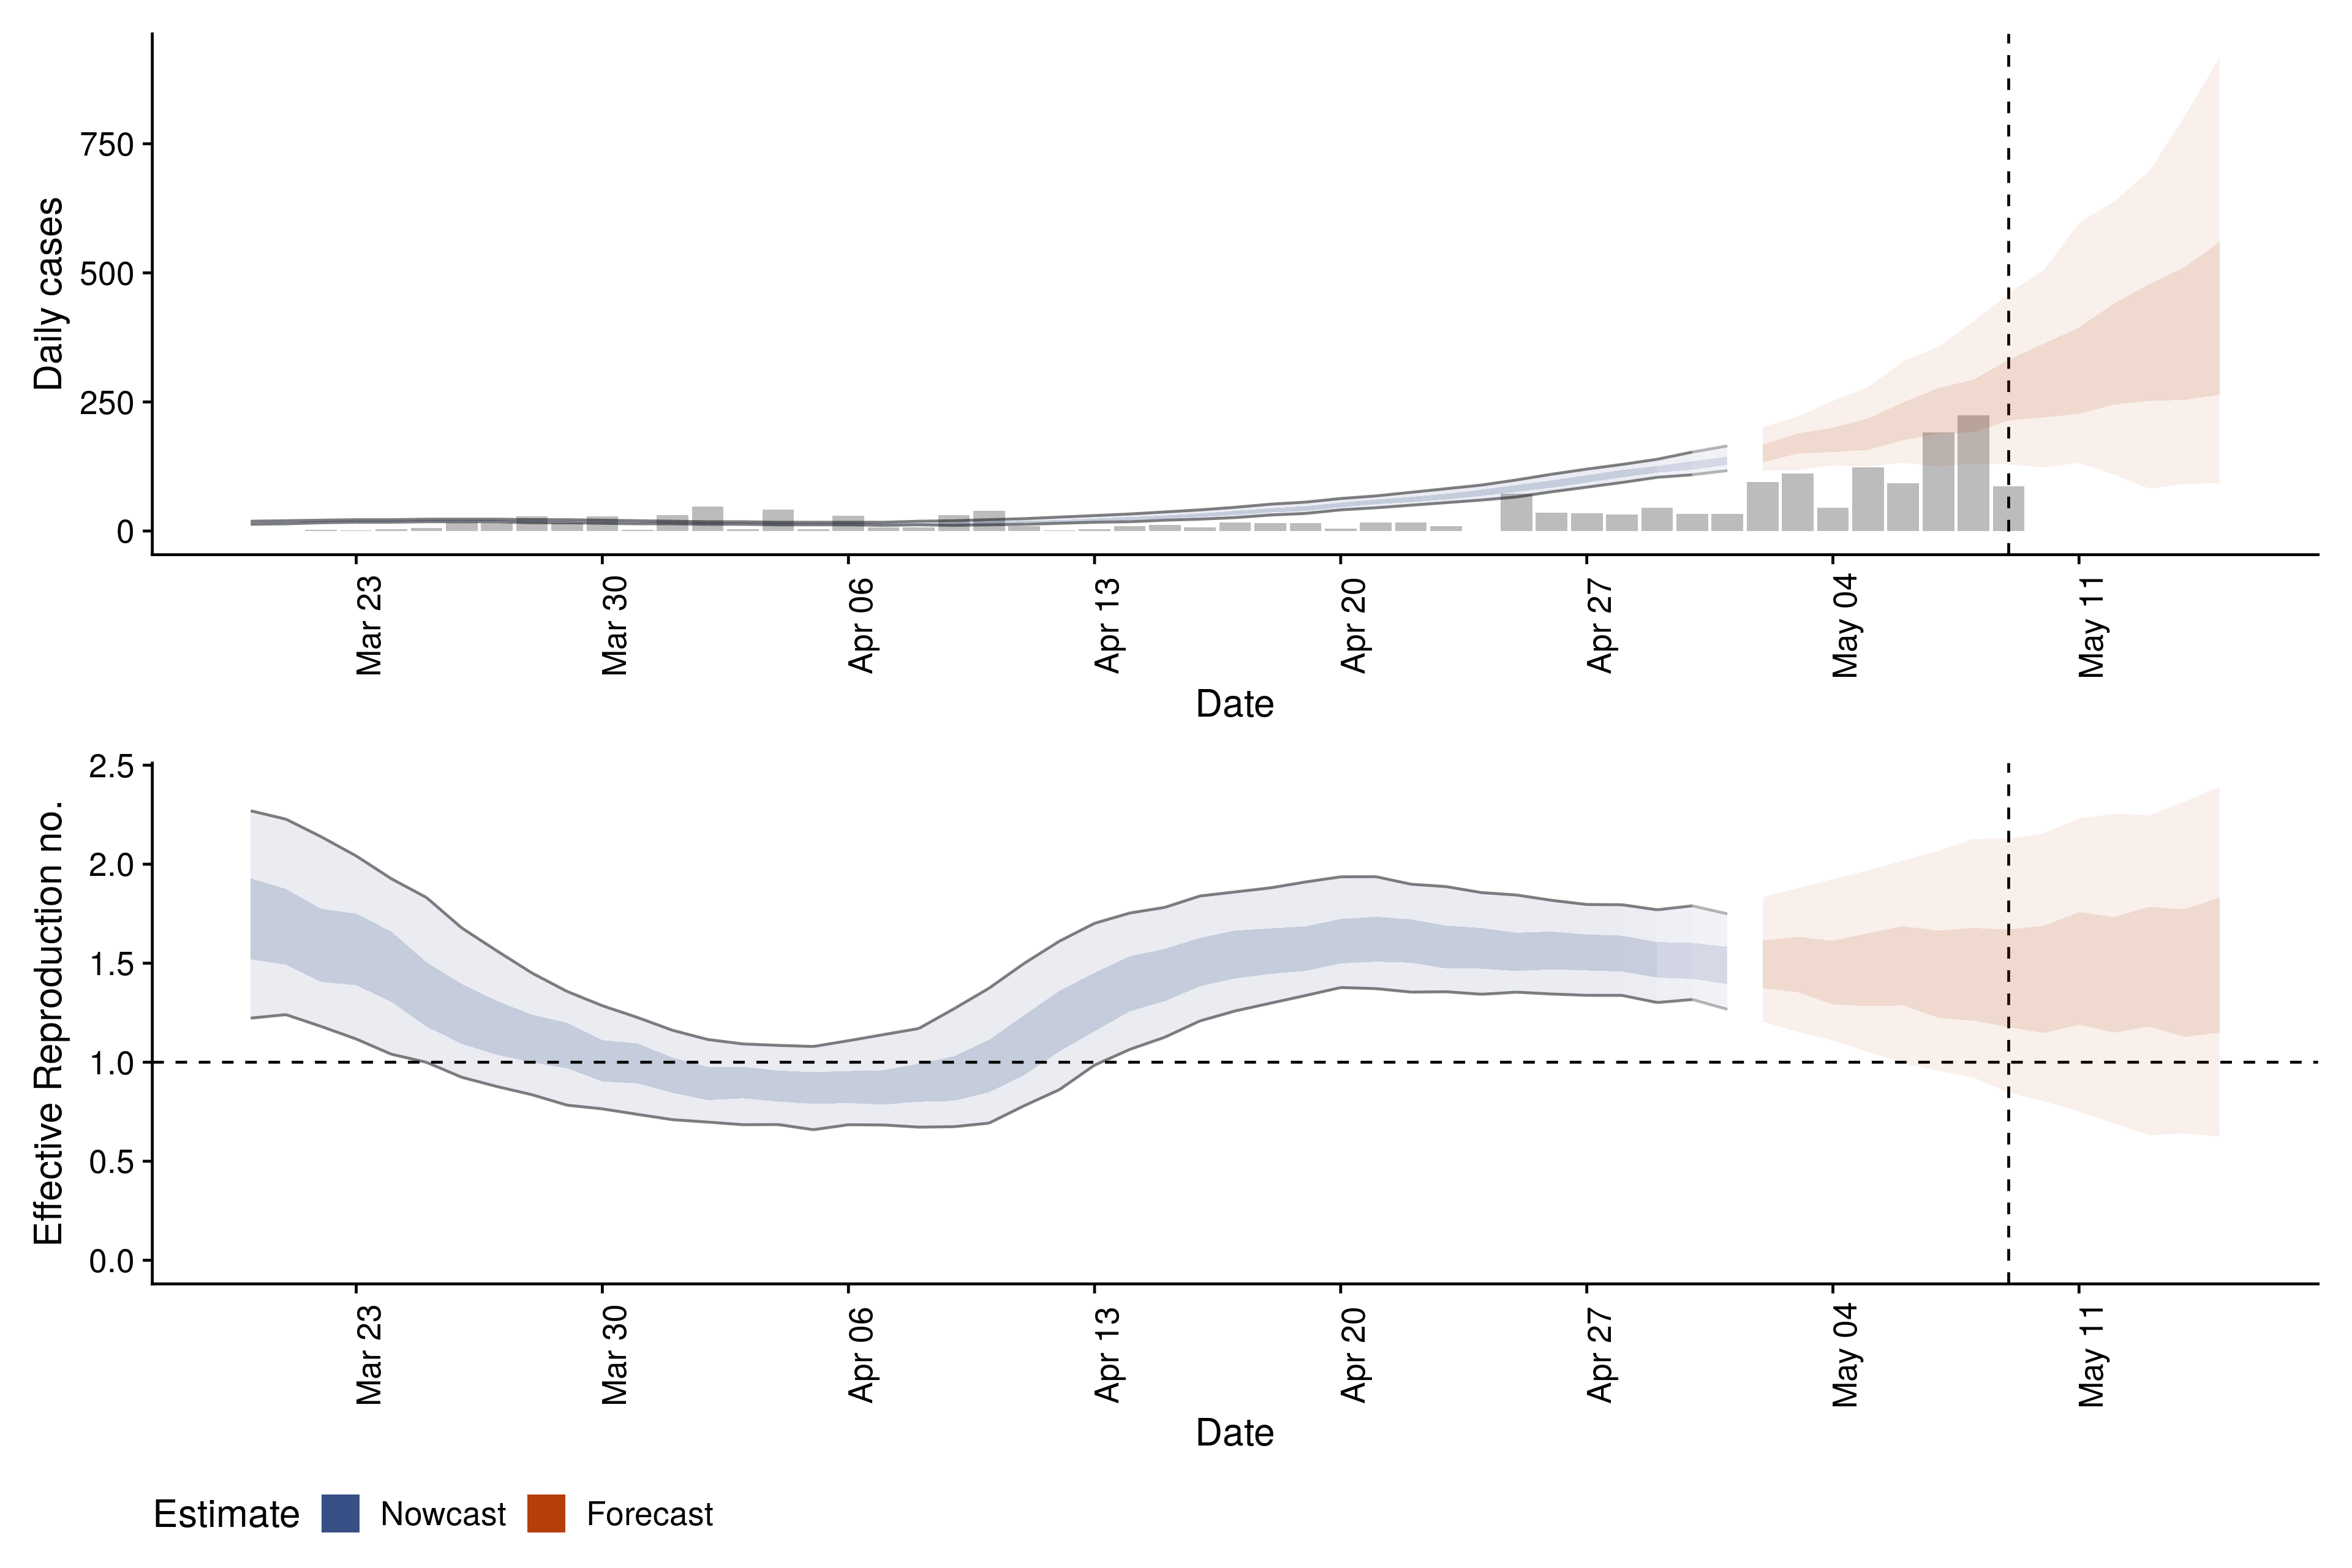 Daily cases
750
500
250
0
Mar 23
Mar 30
Apr 06
Apr 13
Apr 20
Apr 27
May 04
May 11
Date
Effective Reproduction no.
2.5
2.0
1.5
1.0
0.5
0.0
Mar 23
Mar 30
Apr 06
Apr 13
Apr 20
Apr 27
May 04
May 11
Date
Estimate Nowcast Forecast